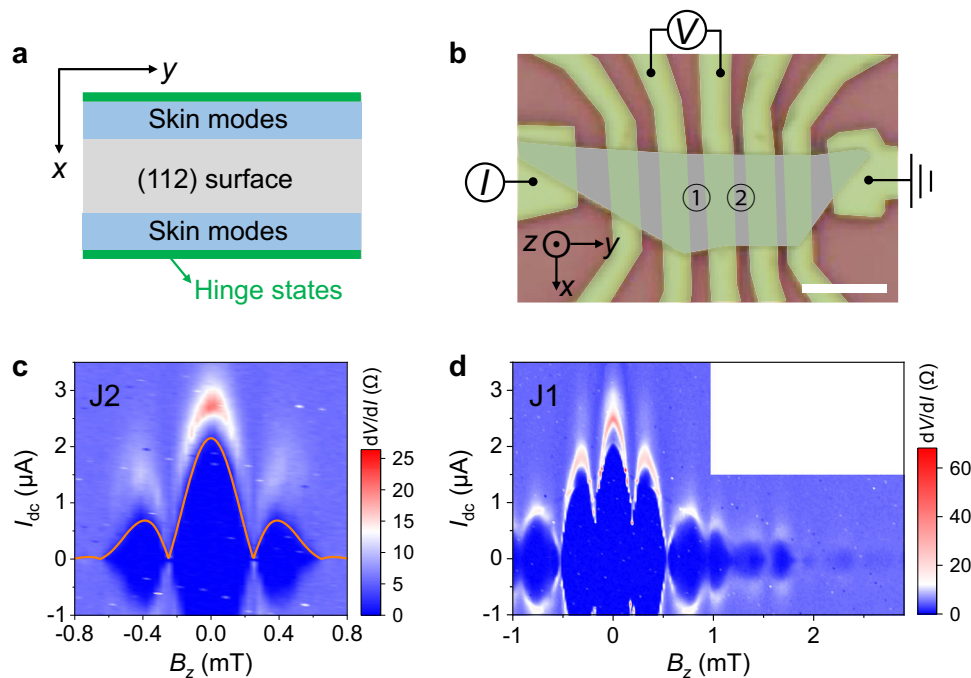 a
y
x
Skin modes
(112) surface
Skin modes
Hinge states
b
V
I
1
2
z
y
x
c
J2
I_dc (μA)
3
2
1
0
-1
-0.8
-0.4
0.0
0.4
0.8
B_z (mT)
dV/dI (Ω)
25
20
15
10
5
0
d
J1
I_dc (μA)
3
2
1
0
-1
-1
0
1
2
B_z (mT)
dV/dI (Ω)
60
40
20
0